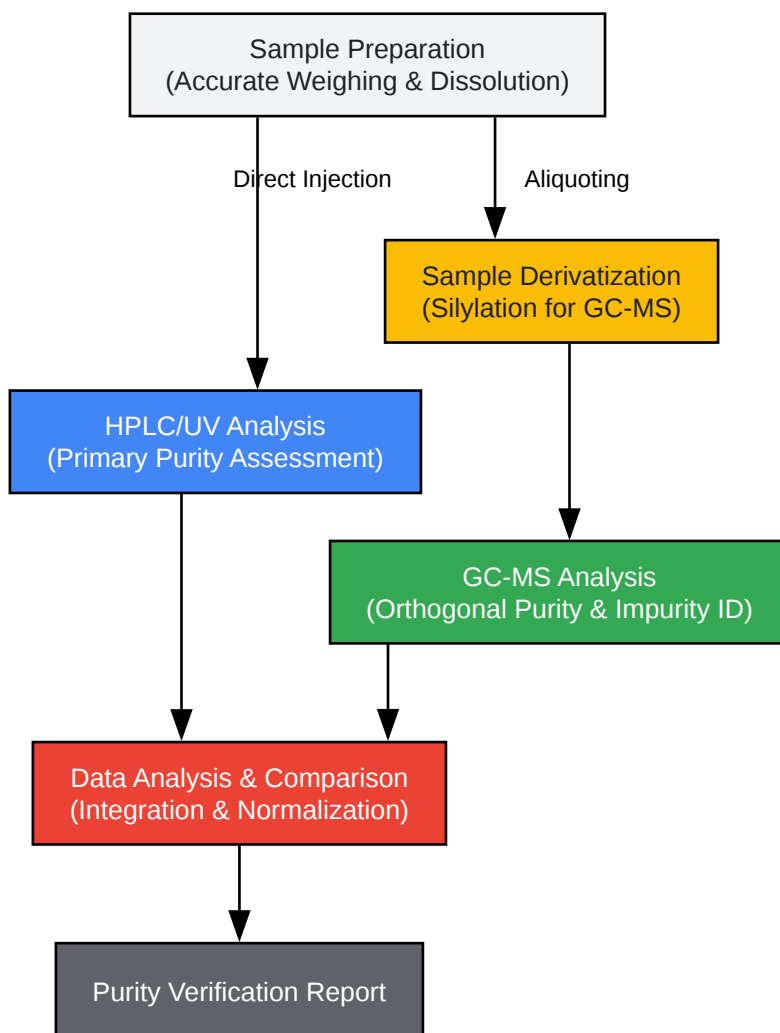 Sample Preparation
(Accurate Weighing & Dissolution)
Direct Injection
Aliquoting
Sample Derivatization
(Silylation for GC-MS)
HPLC/UV Analysis
(Primary Purity Assessment)
GC-MS Analysis
(Orthogonal Purity & Impurity ID)
Data Analysis & Comparison
(Integration & Normalization)
Purity Verification Report